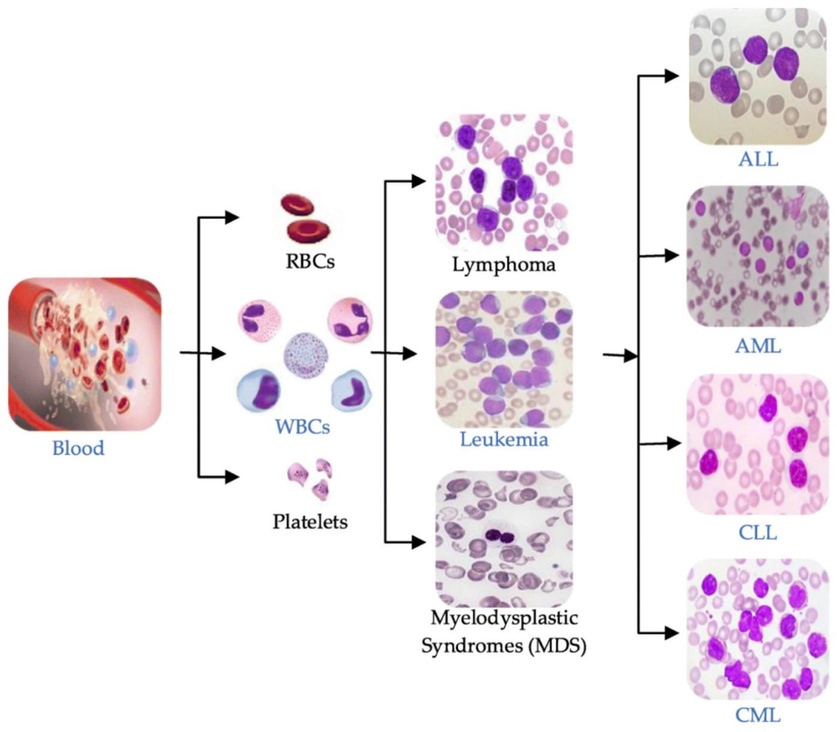 Blood
RBCs
WBCs
Platelets
Lymphoma
Leukemia
Myelodysplastic
Syndromes (MDS)
ALL
AML
CLL
CML